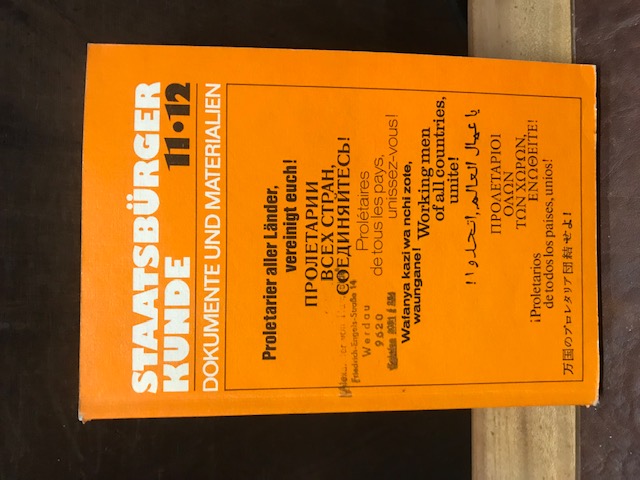 STAATSBÜRGER
KUNDE 11•12
DOKUMENTE UND MATERIALIEN
Proletarier aller Länder,
vereinigt euch!
ПРОЛЕТАРИИ
ВСЕХ СТРАН,
СОЕДИНЯЙТЕСЬ!
Prolétaires
de tous les pays,
unissez-vous!
Friedrich-Engels-Straße 14
Werdau
9620
Walanya kazi wa nchi zote,
waungane!
Working men
of all countries,
unite!
يا عمال العالم، اتحدوا!
ΠΡΟΛΕΤΑΡΙΟΙ
ΟΛΩΝ
ΤΩΝ ΧΩΡΩΝ,
ΕΝΩΘΕΙΤΕ!
¡Proletarios
de todos los países, uníos!
万国のプロレタリア団結せよ!